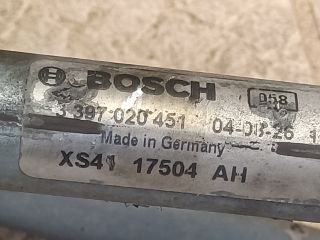 BOSCH 058
3 397 020 451 04-08-26
Made in Germany
XS41 17504 AH